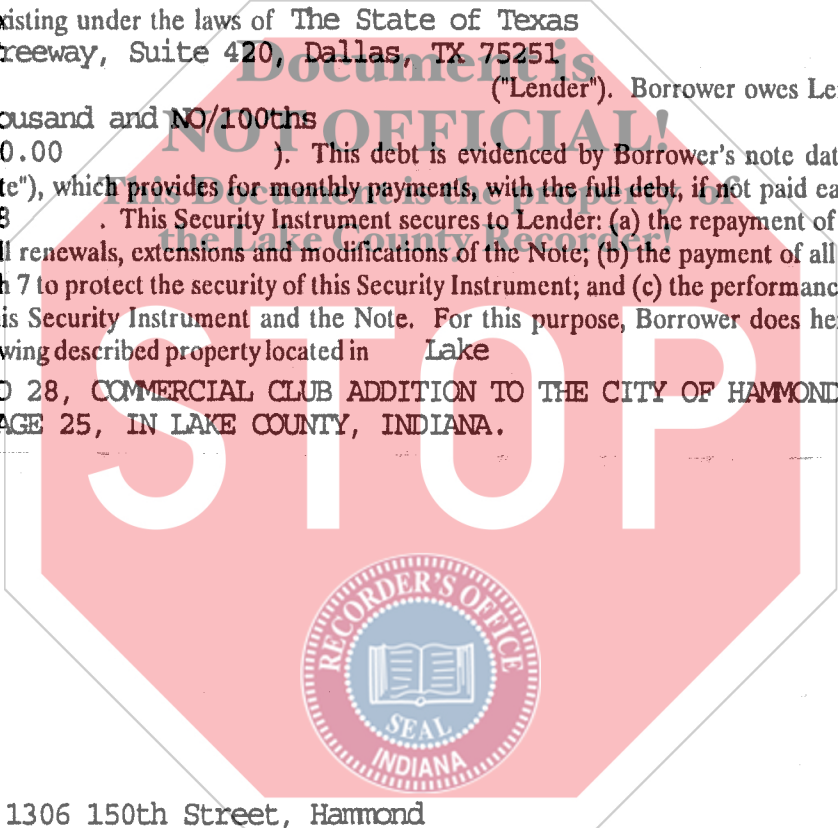 xisting under the laws of The State of Texas
reeway, Suite 420, Dallas, TX 75251
Document is
("Lender"). Borrower owes Le
ousand and NO/100ths
NOT OFFICIAL!
0.00 ). This debt is evidenced by Borrower's note dat
te"), which provides for monthly payments, with the full debt, if not paid ea
This Document is the property of
8 . This Security Instrument secures to Lender: (a) the repayment of
the Lake County Recorder!
ll renewals, extensions and modifications of the Note; (b) the payment of all
h 7 to protect the security of this Security Instrument; and (c) the performanc
is Security Instrument and the Note. For this purpose, Borrower does he
wing described property located in Lake
D 28, COMMERCIAL CLUB ADDITION TO THE CITY OF HAMMOND
AGE 25, IN LAKE COUNTY, INDIANA.
STOP
RECORDER'S OFFICE
SEAL
INDIANA
1306 150th Street, Hammond